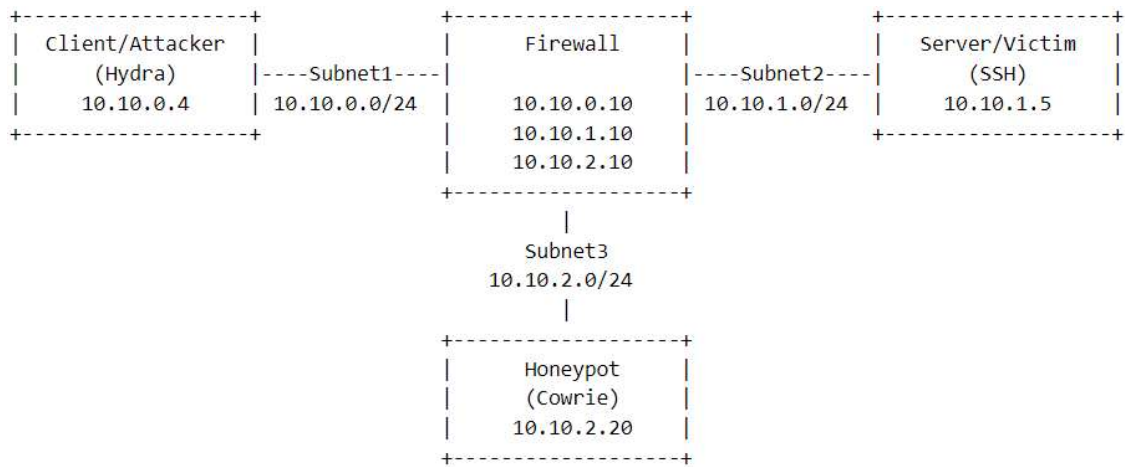 Client/Attacker
(Hydra)
10.10.0.4
----Subnet1----
10.10.0.0/24
Firewall
10.10.0.10
10.10.1.10
10.10.2.10
----Subnet2----
10.10.1.0/24
Server/Victim
(SSH)
10.10.1.5
Subnet3
10.10.2.0/24
Honeypot
(Cowrie)
10.10.2.20